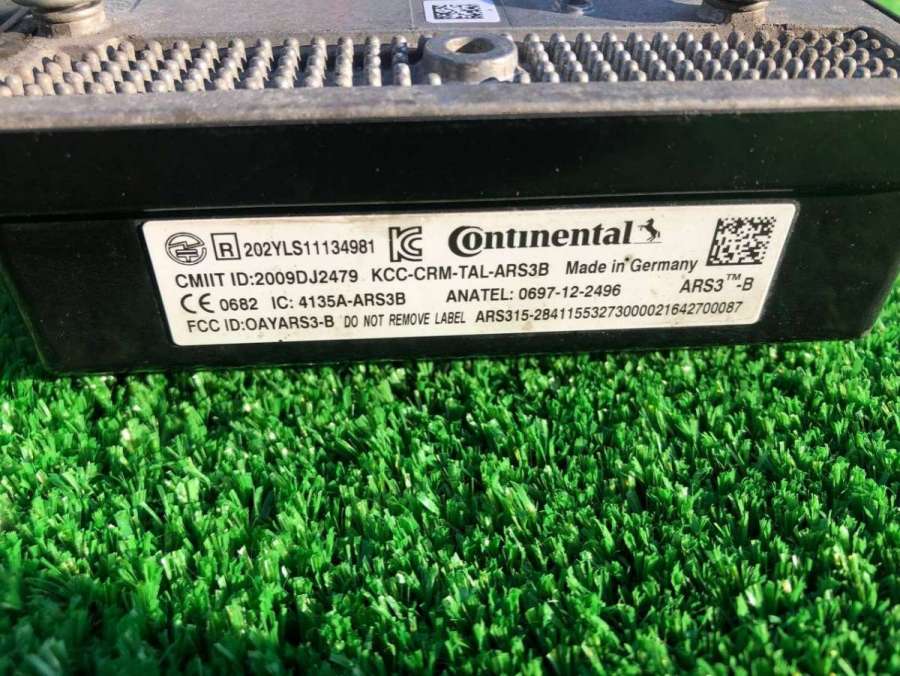 R 202YLS11134981 Continental
CMIIT ID:2009DJ2479 KCC-CRM-TAL-ARS3B Made in Germany
CE 0682 IC: 4135A-ARS3B ANATEL: 0697-12-2496 ARS3™-B
FCC ID:OAYARS3-B DO NOT REMOVE LABEL ARS315-28411553273000021642700087